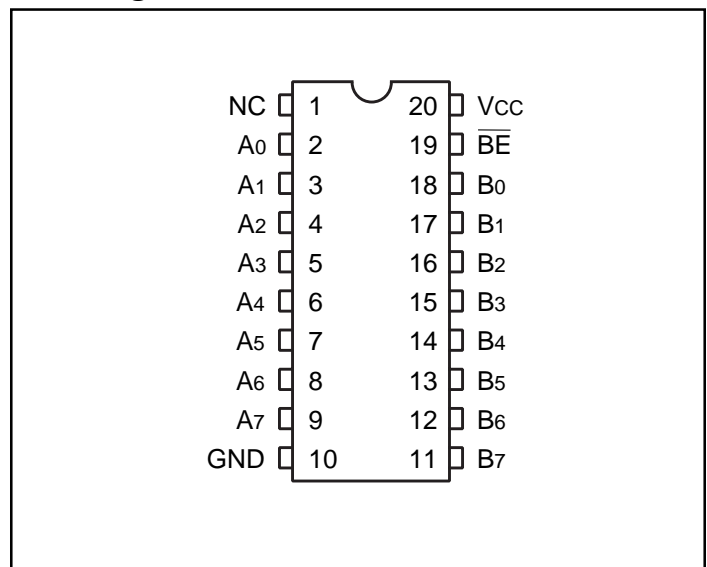 NC 1 20 VCC
A0 2 19 B̅E̅
A1 3 18 B0
A2 4 17 B1
A3 5 16 B2
A4 6 15 B3
A5 7 14 B4
A6 8 13 B5
A7 9 12 B6
GND 10 11 B7